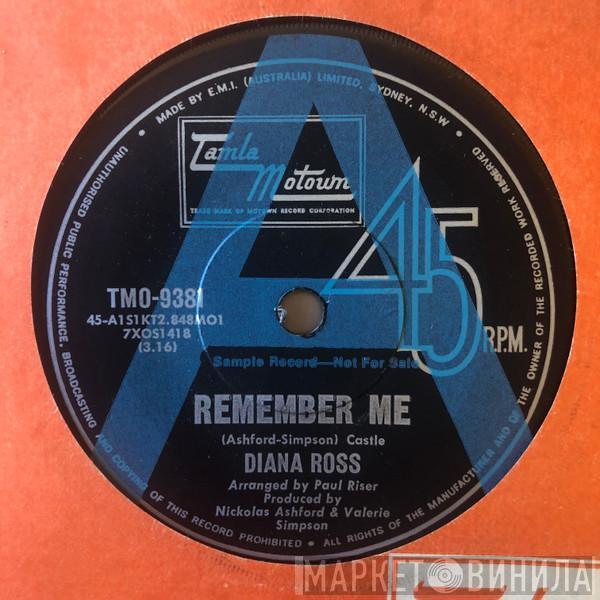 MADE BY E.M.I. (AUSTRALIA) LIMITED, SYDNEY, N.S.W.
UNAUTHORISED PUBLIC PERFORMANCE, BROADCASTING AND COPYING OF THIS RECORD PROHIBITED • ALL RIGHTS OF THE MANUFACTURER AND OF THE OWNER OF THE RECORDED WORK RESERVED
A
Tamla
Motown
TRADE MARK OF MOTOWN RECORD CORPORATION
45
R.P.M.
TMO-9381
45-A1S1KT2.848MO1
7XOS1418
(3.16)
Sample Record—Not For Sale
REMEMBER ME
(Ashford-Simpson) Castle
DIANA ROSS
Arranged by Paul Riser
Produced by
Nickolas Ashford & Valerie
Simpson
МАРКЕТ ВИНИЛА